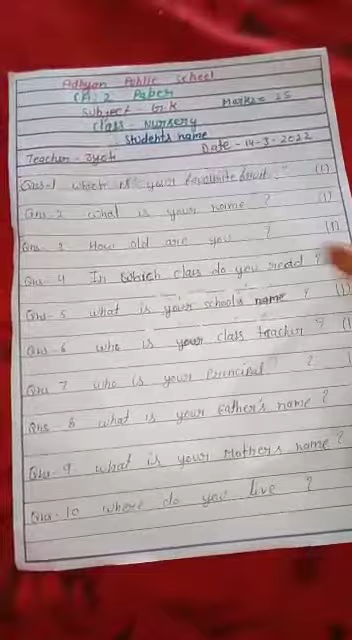 Adhyan Public School
CA: 2 Paper
Subject - G.K Marks = 25
Class - Nursery
Students name
Teacher - Jyoti Date - 14-3-2022
Qus-1 which is your favourite fruit. (1)
Qus-2 what is your name ? (1)
Qus-3 How old are you ? (1)
Qus-4 In which class do you read ?
Qus-5 what is your school's name ? (1)
Qus-6 who is your class teacher ? (1
Qus 7 who is your Principal ?
Qus 8 what is your Father's name ?
Qus-9 what is your Mother's name ?
Qus-10 where do you live ?